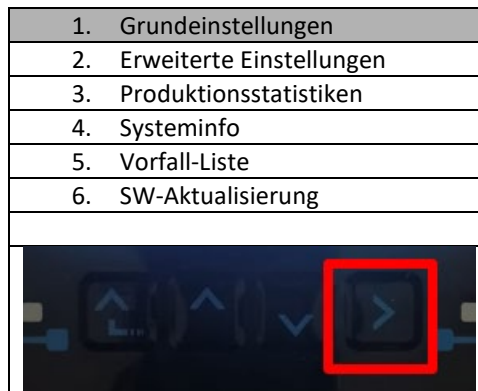 1. Grundeinstellungen
2. Erweiterte Einstellungen
3. Produktionsstatistiken
4. Systeminfo
5. Vorfall-Liste
6. SW-Aktualisierung